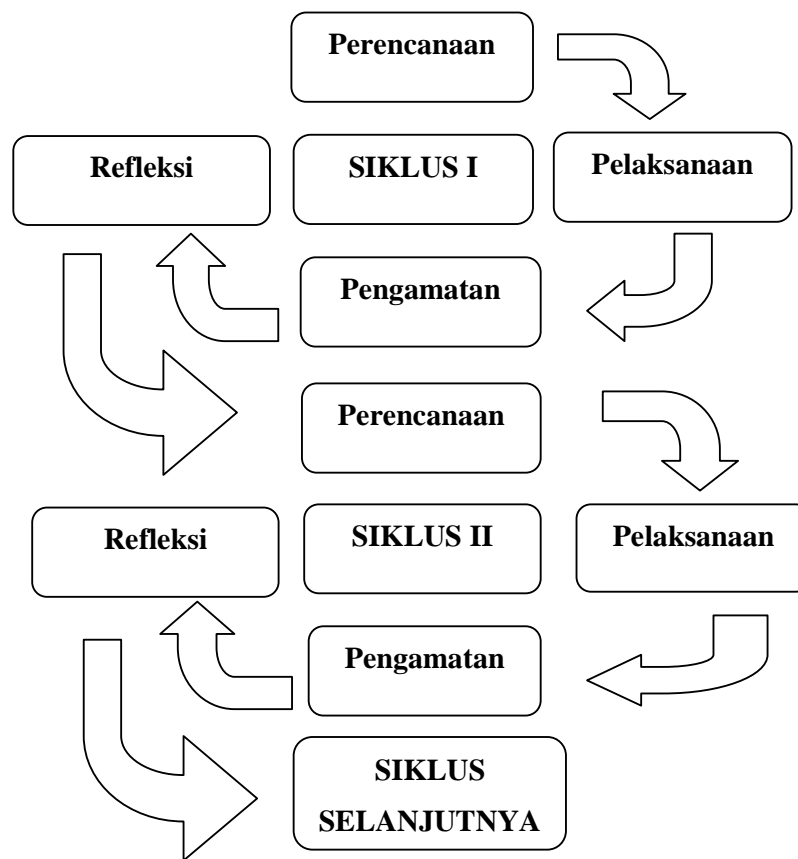 Perencanaan
Refleksi
SIKLUS I
Pelaksanaan
Pengamatan
Perencanaan
Refleksi
SIKLUS II
Pelaksanaan
Pengamatan
SIKLUS
SELANJUTNYA